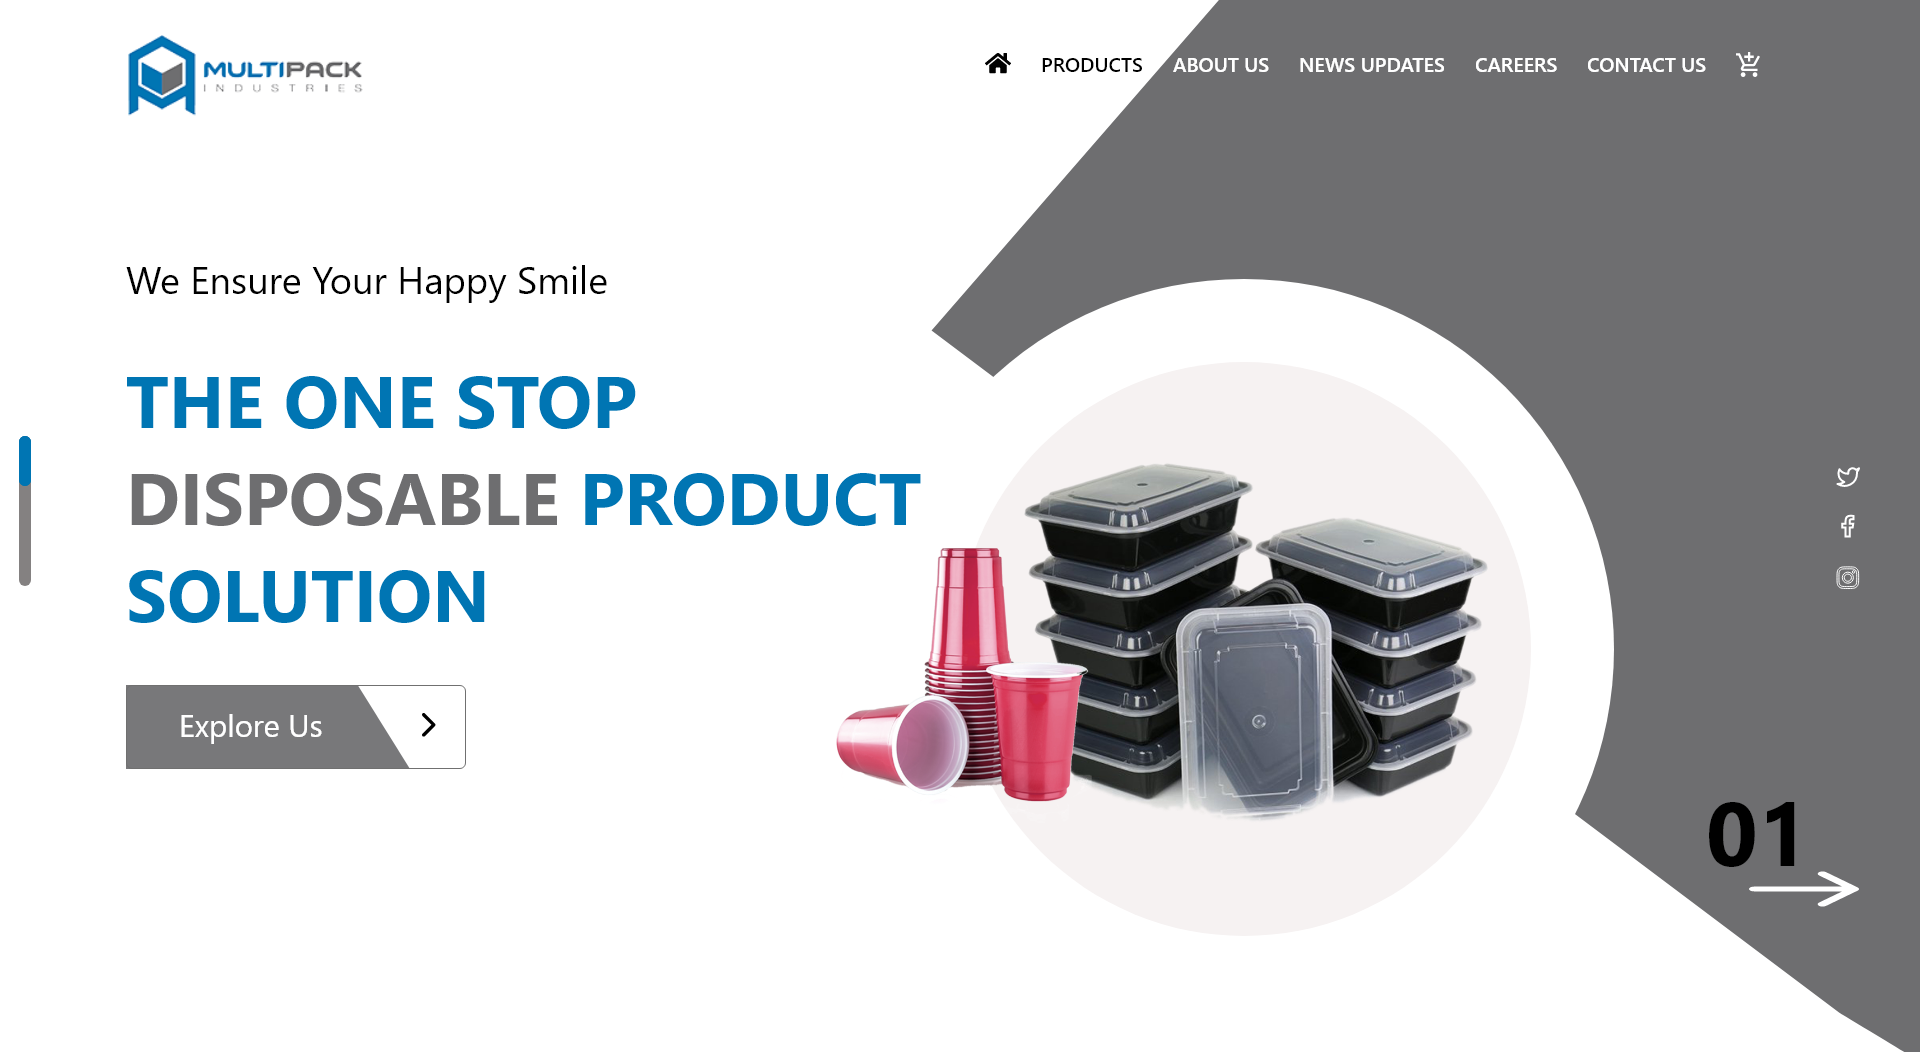 MULTIPACK
INDUSTRIES
PRODUCTS
ABOUT US
NEWS UPDATES
CAREERS
CONTACT US
We Ensure Your Happy Smile
THE ONE STOP
DISPOSABLE PRODUCT
SOLUTION
Explore Us
01